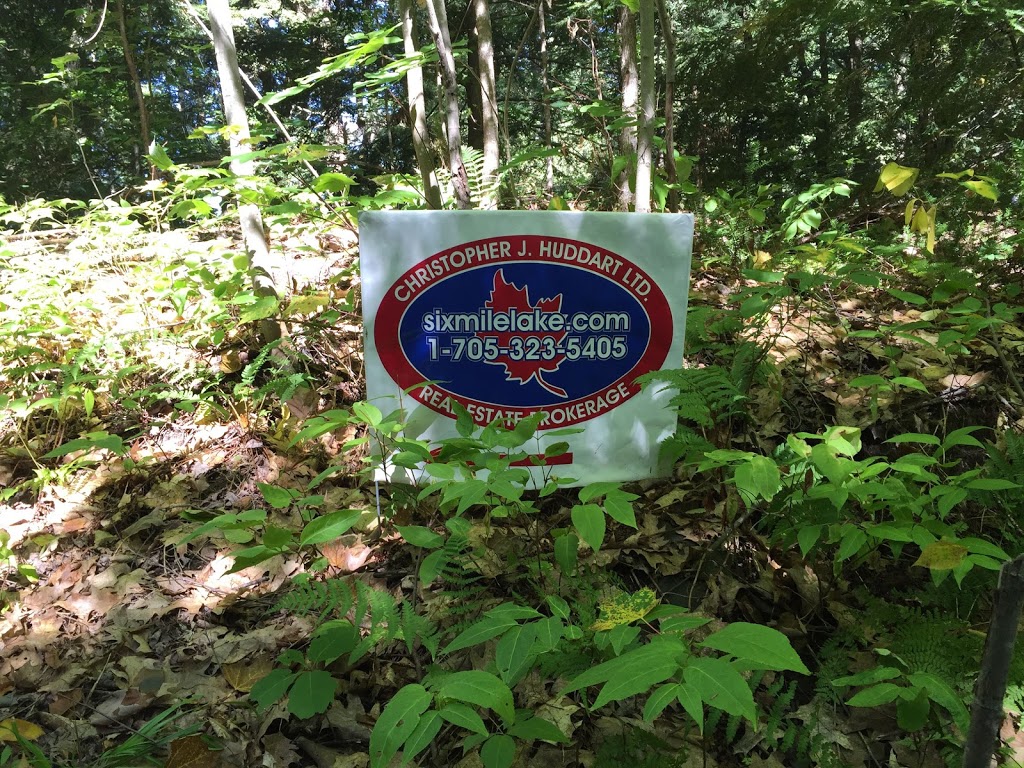 CHRISTOPHER J. HUDDART LTD.
sixmilelake.com
1-705-323-5405
REAL ESTATE BROKERAGE